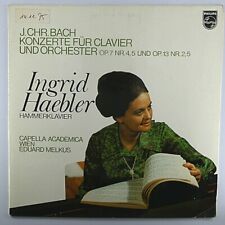 J. CHR. BACH
KONZERTE FÜR CLAVIER
UND ORCHESTER OP.7 NR.4,5 UND OP.13 NR.2,5
Ingrid
Haebler
HAMMERKLAVIER
CAPELLA ACADEMICA
WIEN
EDUARD MELKUS
PHILIPS